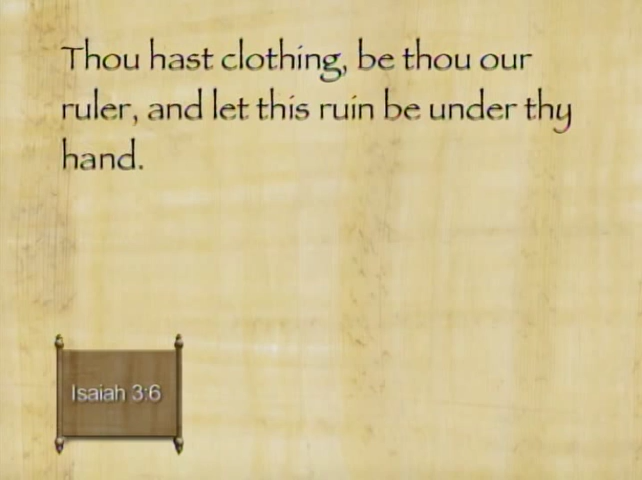 Thou hast clothing, be thou our
ruler, and let this ruin be under thy
hand.
Isaiah 3:6